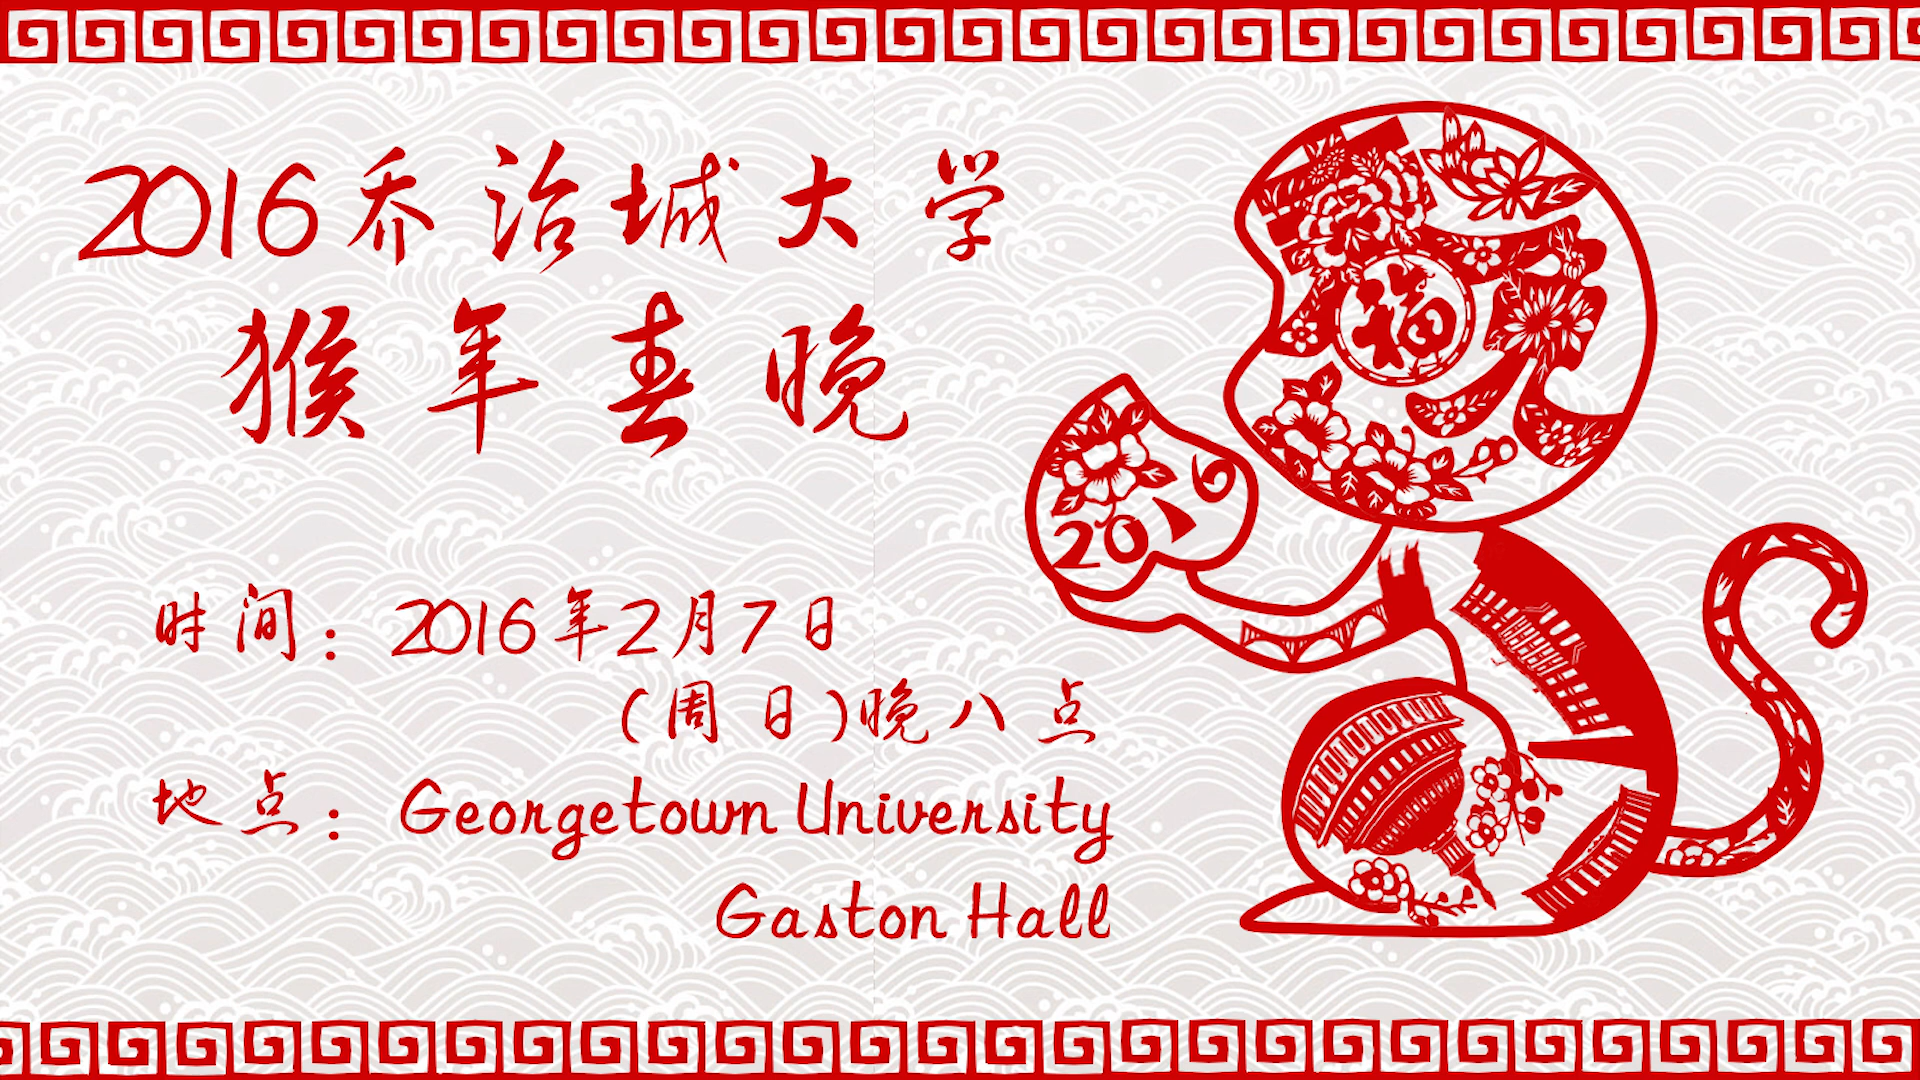 2016乔治城大学
猴年春晚
时间：2016年2月7日
(周日)晚八点
地点：Georgetown University
Gaston Hall
福
2016